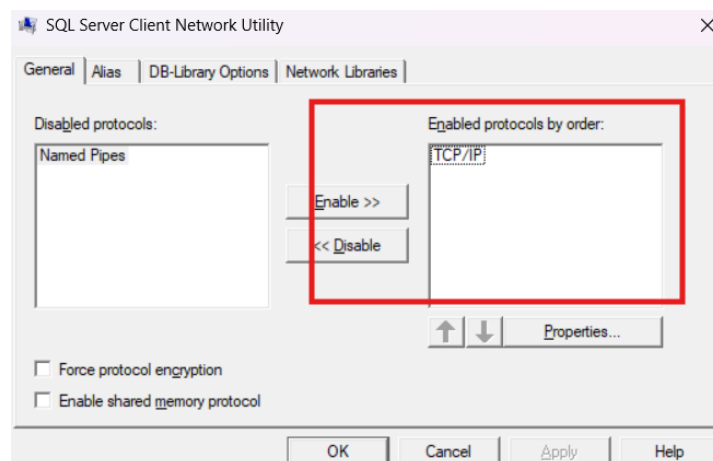 SQL Server Client Network Utility
General Alias DB-Library Options Network Libraries
Disabled protocols: Enabled protocols by order:
Named Pipes TCP/IP
Enable >>
<< Disable
Properties...
Force protocol encryption
Enable shared memory protocol
OK Cancel Apply Help